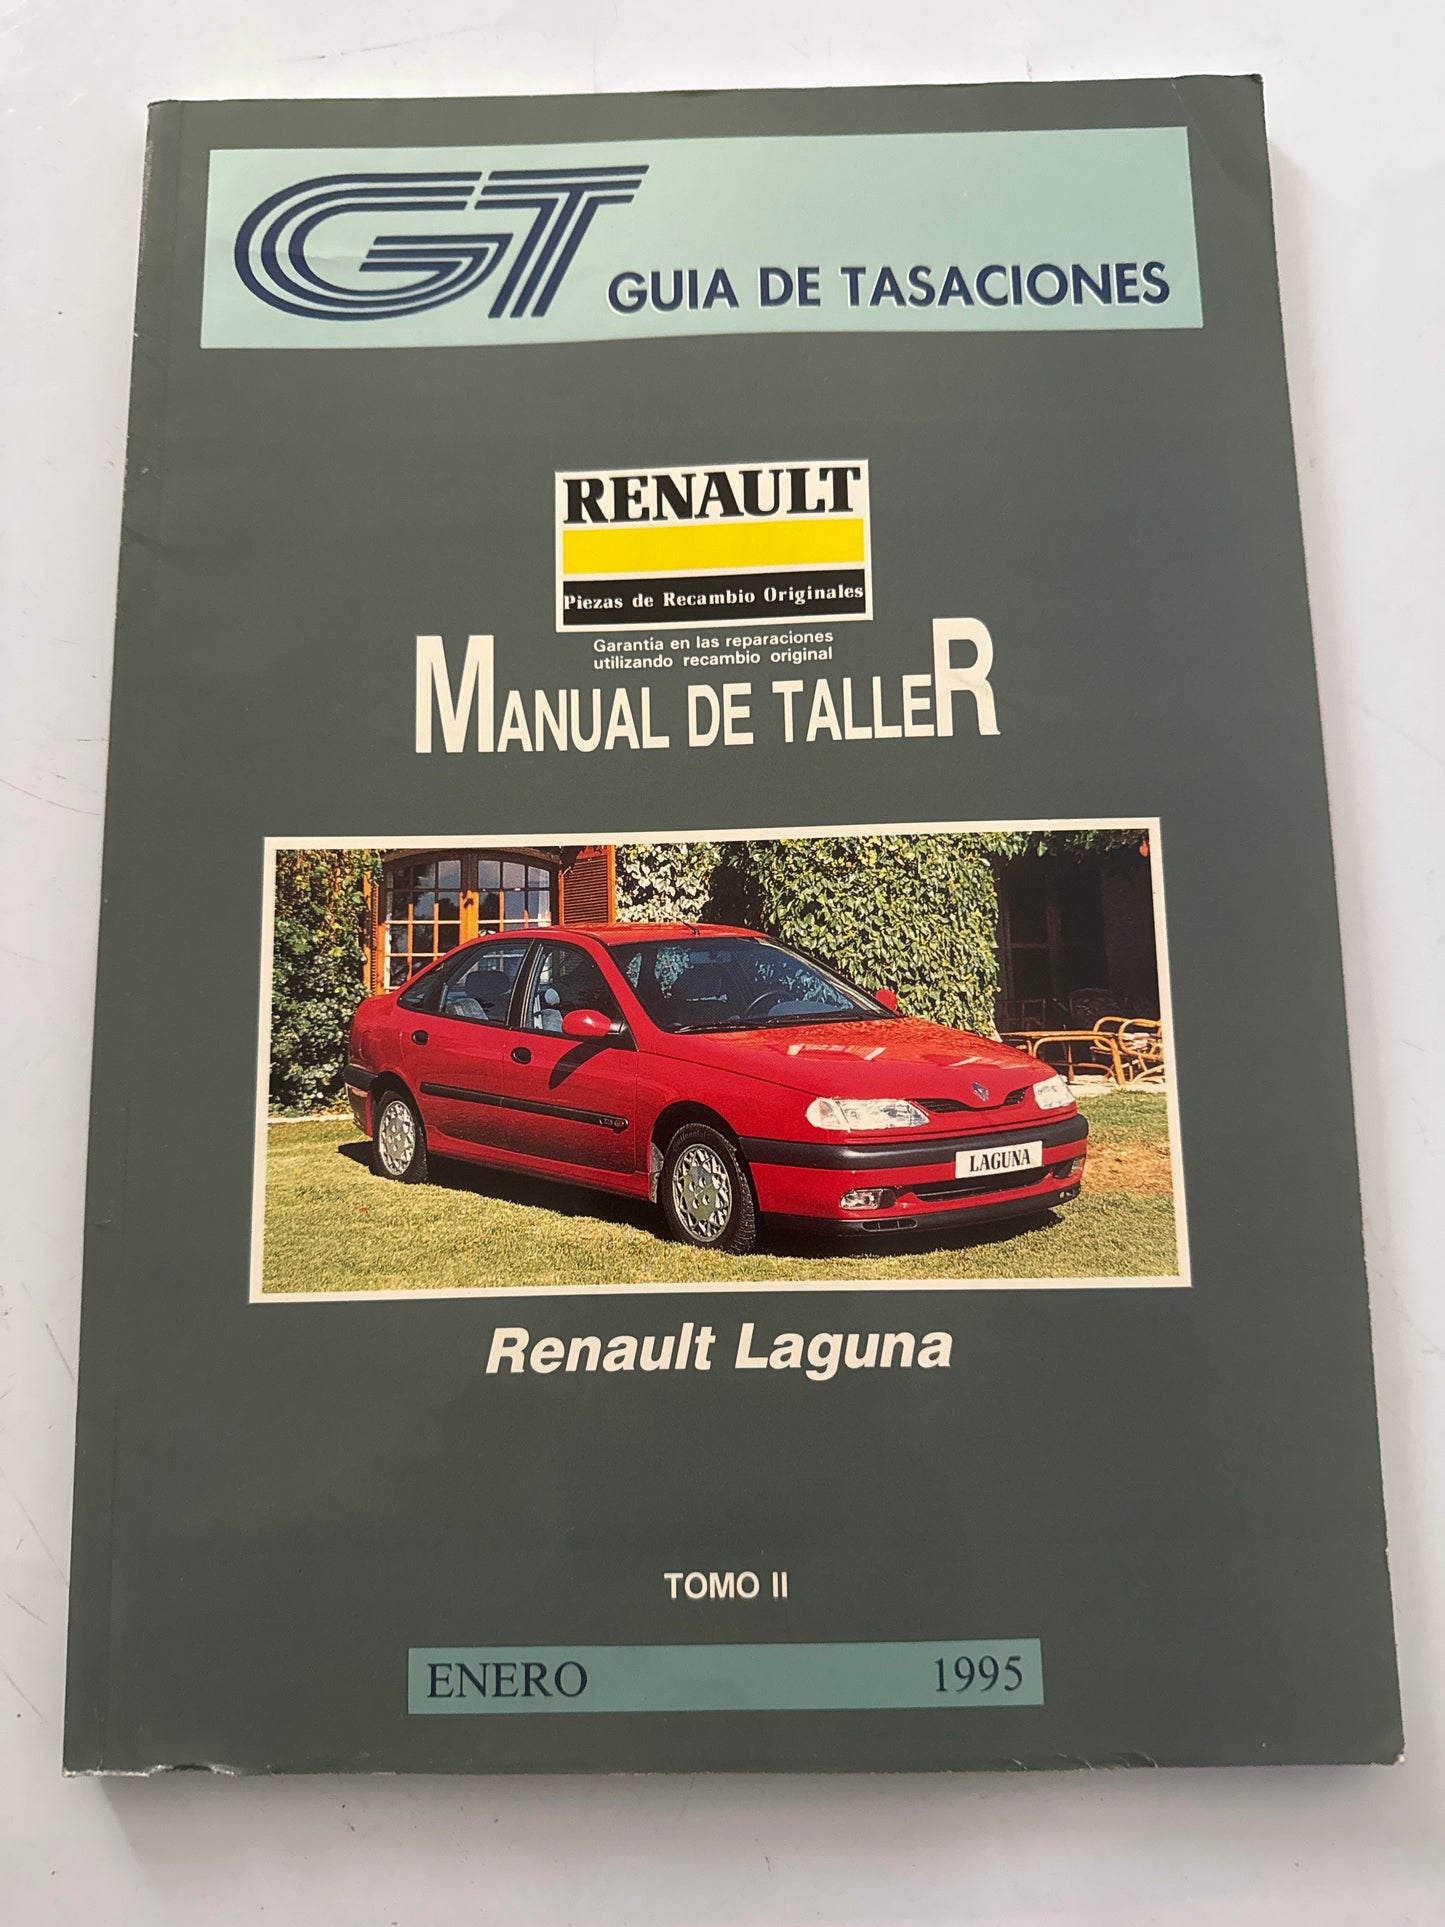 GT GUIA DE TASACIONES
RENAULT
Piezas de Recambio Originales
Garantía en las reparaciones
utilizando recambio original
MANUAL DE TALLER
LAGUNA
Renault Laguna
TOMO II
ENERO 1995